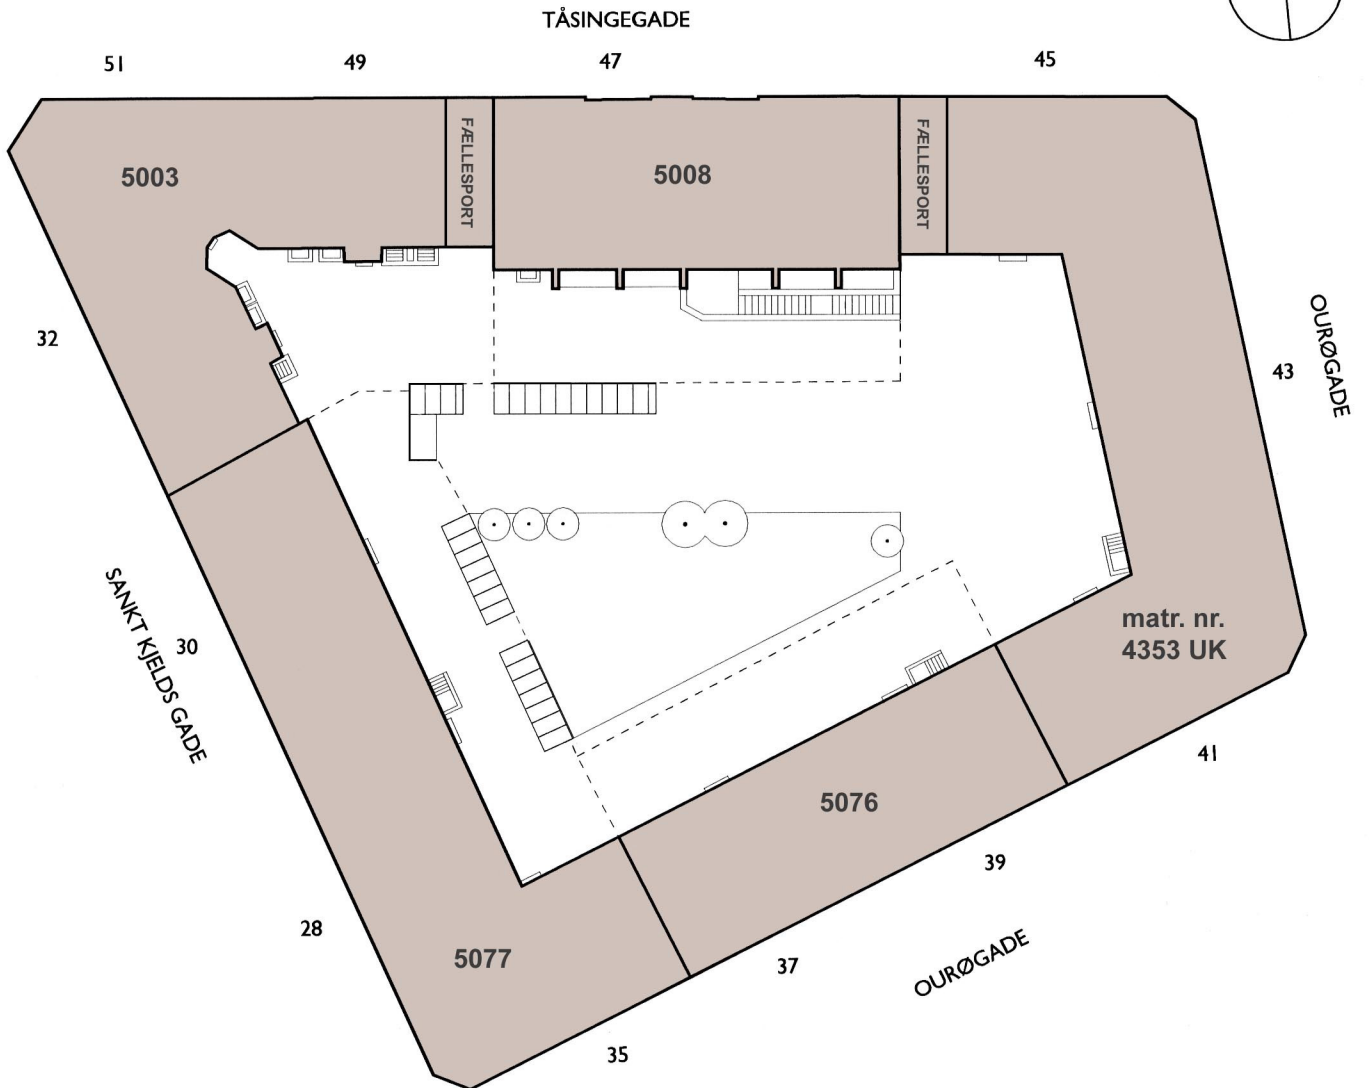 TÅSINGEGADE
51
49
47
45
5003
FÆLLESPORT
5008
FÆLLESPORT
32
OURØGADE
43
SANKT KJELDS GADE
30
matr. nr.
4353 UK
41
5076
39
28
5077
37
OURØGADE
35